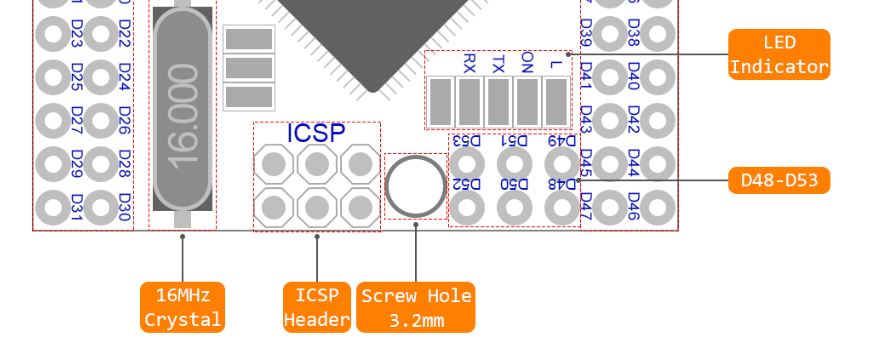 D23
D22
D39
D38
LED
Indicator
RX
TX
ON
L
D25
D24
D41
D40
16.000
D27
D26
ICSP
D43
D42
D53
D51
D49
D29
D28
D45
D44
D48-D53
D52
D50
D48
D31
D30
D47
D46
16MHz
Crystal
ICSP
Header
Screw Hole
3.2mm